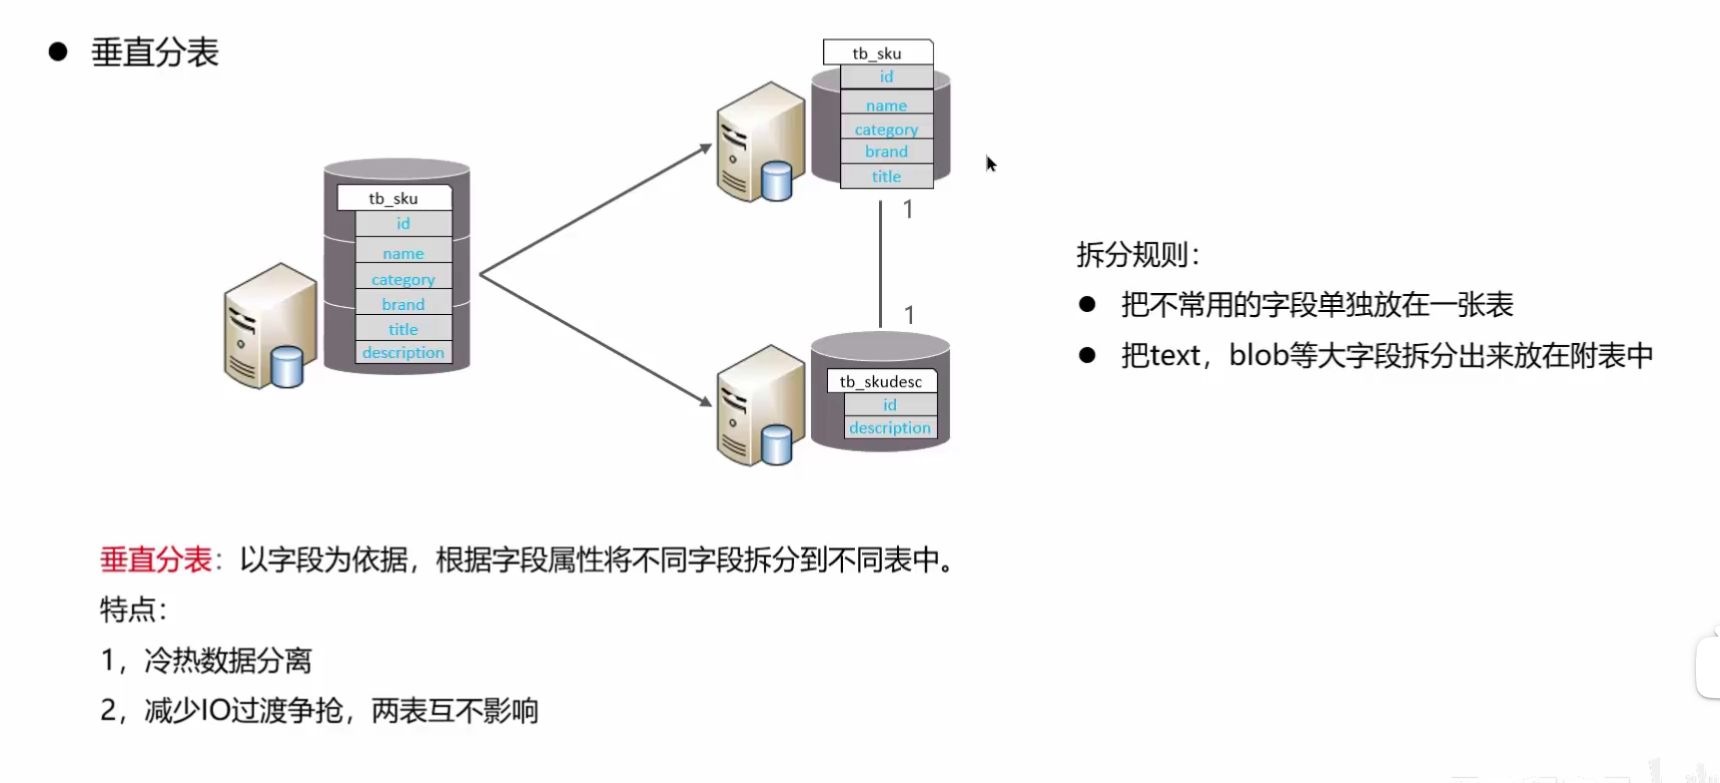 垂直分表
tb_sku
id
name
category
brand
title
description
tb_sku
id
name
category
brand
title
1
1
tb_skudesc
id
description
拆分规则：
把不常用的字段单独放在一张表
把text，blob等大字段拆分出来放在附表中
垂直分表：以字段为依据，根据字段属性将不同字段拆分到不同表中。
特点：
1，冷热数据分离
2，减少IO过渡争抢，两表互不影响